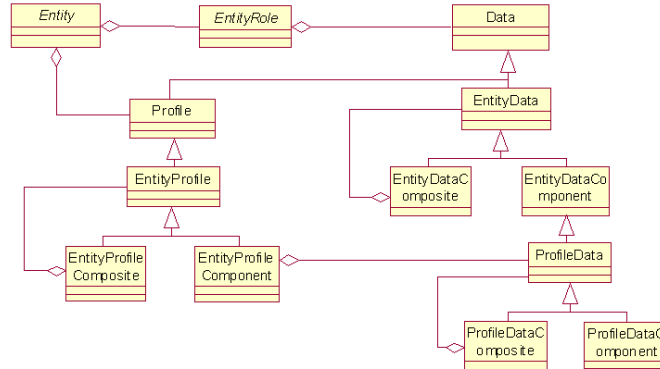 Entity
EntityRole
Data
Profile
EntityData
EntityProfile
EntityDataC
omposite
EntityDataCo
mponent
EntityProfile
Composite
EntityProfile
Component
ProfileData
ProfileDataC
omposite
ProfileDataC
omponent